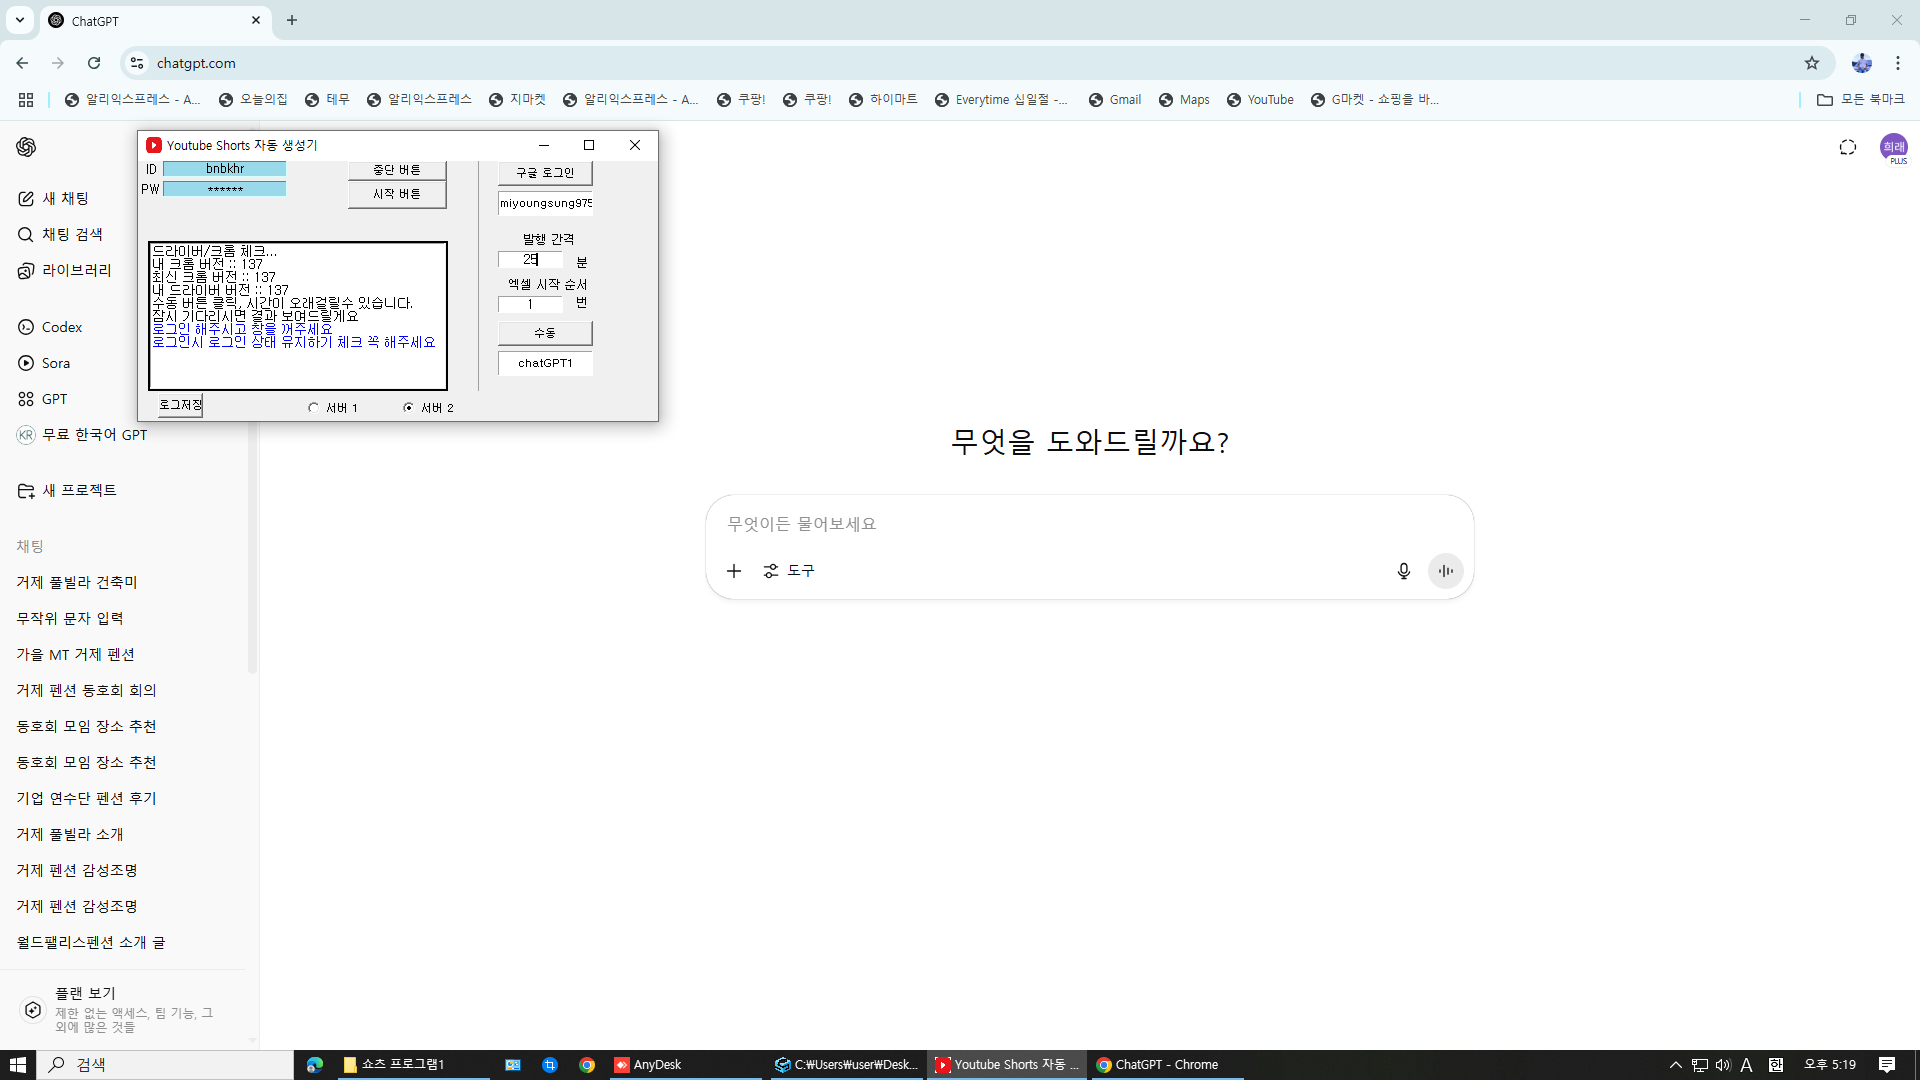 ChatGPT
chatgpt.com
알리익스프레스 - A...
오늘의집
테무
알리익스프레스
지마켓
알리익스프레스 - A...
쿠팡!
쿠팡!
하이마트
Everytime 십일절 -...
Gmail
Maps
YouTube
G마켓 - 쇼핑을 바...
모든 북마크
Youtube Shorts 자동 생성기
ID
bnbkhr
PW
******
중단 버튼
시작 버튼
구글 로그인
miyoungsung975
발행 간격
25
분
엑셀 시작 순서
1
번
수동
chatGPT1
드라이버/크롬 체크...
내 크롬 버전 :: 137
최신 크롬 버전 :: 137
내 드라이버 버전 :: 137
수동 버튼 클릭, 시간이 오래걸릴수 있습니다.
잠시 기다리시면 결과 보여드릴게요
로그인 해주시고 창을 꺼주세요
로그인시 로그인 상태 유지하기 체크 꼭 해주세요
로그저장
서버 1
서버 2
희래
PLUS
새 채팅
채팅 검색
라이브러리
Codex
Sora
GPT
KR
무료 한국어 GPT
새 프로젝트
채팅
거제 풀빌라 건축미
무작위 문자 입력
가을 MT 거제 펜션
거제 펜션 동호회 회의
동호회 모임 장소 추천
동호회 모임 장소 추천
기업 연수단 펜션 후기
거제 풀빌라 소개
거제 펜션 감성조명
거제 펜션 감성조명
월드팰리스펜션 소개 글
플랜 보기
제한 없는 액세스, 팀 기능, 그
외에 많은 것들
무엇을 도와드릴까요?
무엇이든 물어보세요
도구
검색
쇼츠 프로그램1
AnyDesk
C:₩Users₩user₩Desk...
Youtube Shorts 자동 ...
ChatGPT - Chrome
A
한
오후 5:19